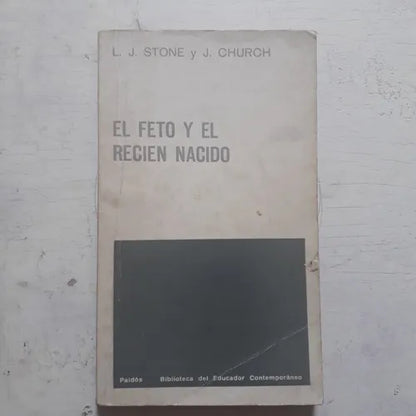 L. J. STONE y J. CHURCH
EL FETO Y EL
RECIEN NACIDO
Paidós Biblioteca del Educador Contemporáneo